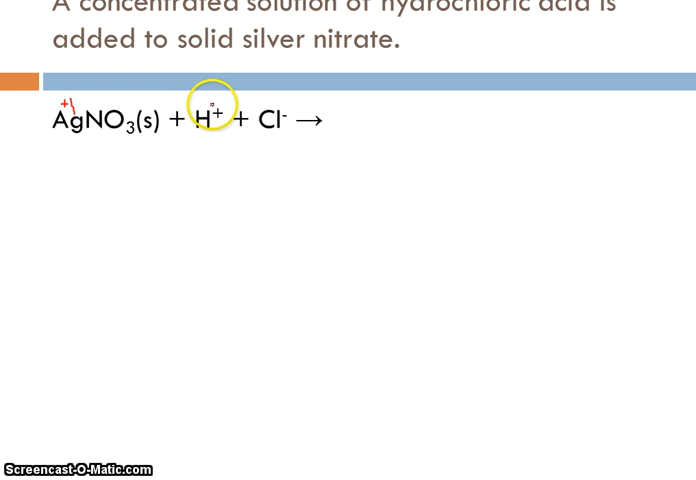 A concentrated solution of hydrochloric acid is
added to solid silver nitrate.
+1
AgNO₃(s) + H⁺ + Cl⁻ →
Screencast-O-Matic.com